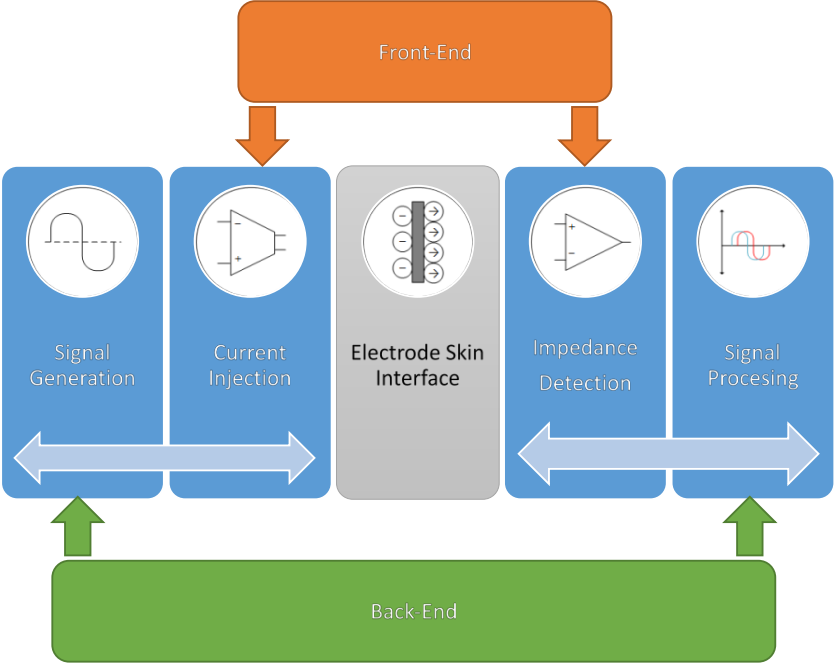 Front-End
Signal
Generation
Current
Injection
Electrode Skin
Interface
Impedance
Detection
Signal
Procesing
Back-End